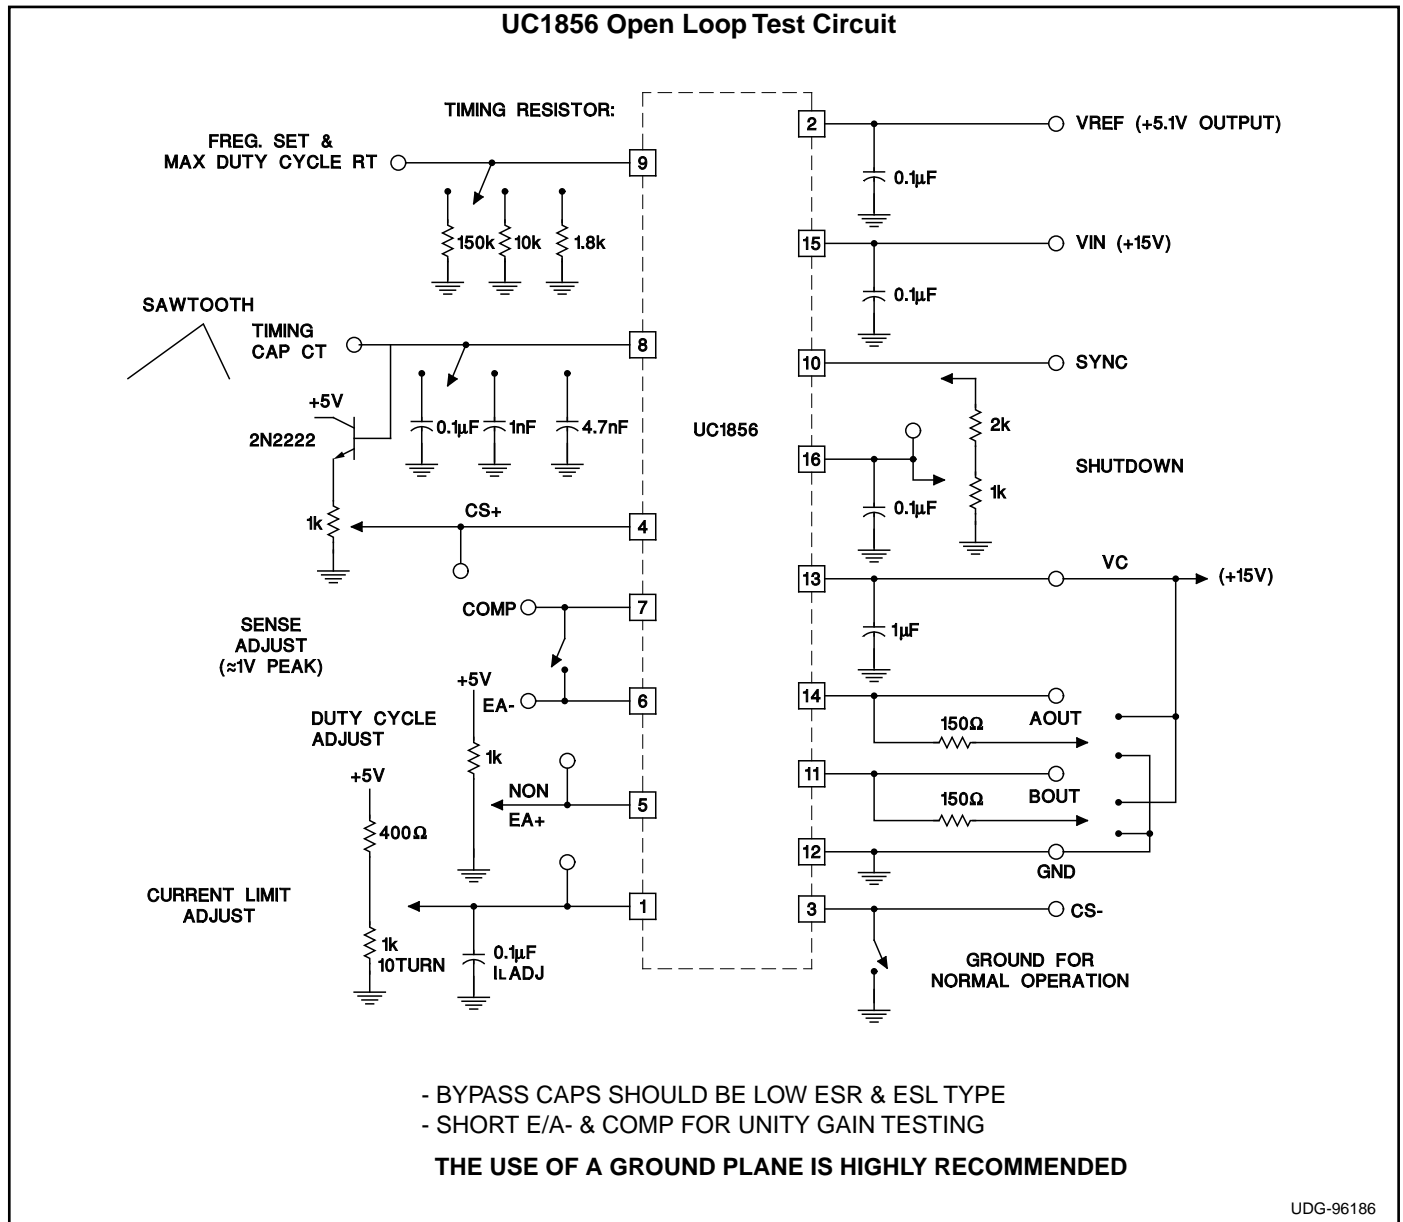 UC1856 Open Loop Test Circuit
TIMING RESISTOR:
FREG. SET &
MAX DUTY CYCLE RT
9
150k
10k
1.8k
SAWTOOTH
TIMING
CAP CT
8
+5V
2N2222
0.1µF
1nF
4.7nF
1k
CS+
4
COMP
7
SENSE
ADJUST
(≈1V PEAK)
+5V
EA-
6
DUTY CYCLE
ADJUST
1k
+5V
NON
EA+
5
400Ω
CURRENT LIMIT
ADJUST
1
1k
10TURN
0.1µF
IL ADJ
UC1856
2
VREF (+5.1V OUTPUT)
0.1µF
15
VIN (+15V)
0.1µF
10
SYNC
2k
16
SHUTDOWN
1k
0.1µF
13
VC
(+15V)
1µF
14
AOUT
150Ω
11
BOUT
150Ω
12
GND
3
CS-
GROUND FOR
NORMAL OPERATION
- BYPASS CAPS SHOULD BE LOW ESR & ESL TYPE
- SHORT E/A- & COMP FOR UNITY GAIN TESTING
THE USE OF A GROUND PLANE IS HIGHLY RECOMMENDED
UDG-96186